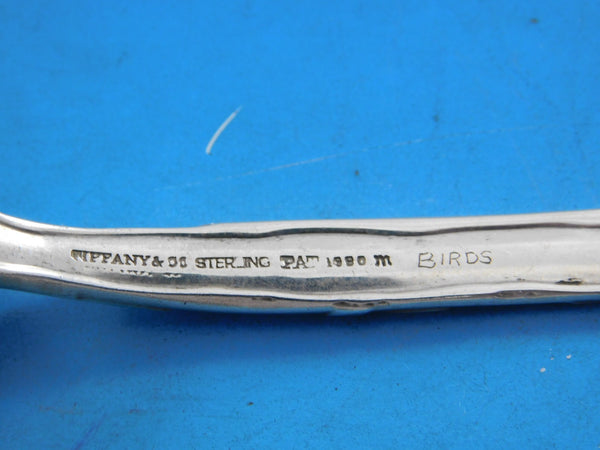 TIFFANY & CO STERLING PAT 1880 M BIRDS